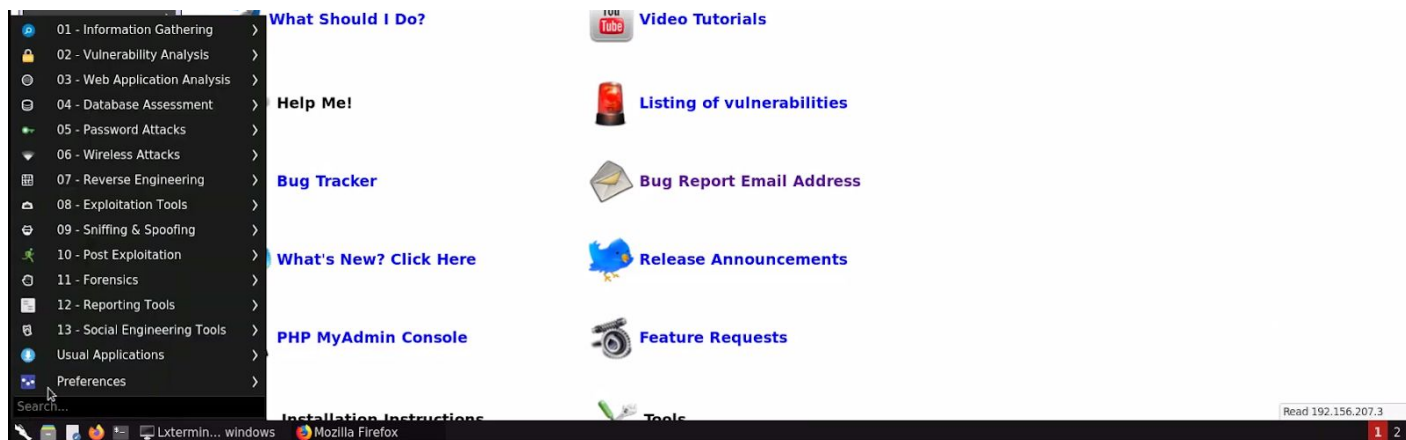 01 - Information Gathering
02 - Vulnerability Analysis
03 - Web Application Analysis
04 - Database Assessment
05 - Password Attacks
06 - Wireless Attacks
07 - Reverse Engineering
08 - Exploitation Tools
09 - Sniffing & Spoofing
10 - Post Exploitation
11 - Forensics
12 - Reporting Tools
13 - Social Engineering Tools
Usual Applications
Preferences
Search...
What Should I Do?
Help Me!
Bug Tracker
What's New? Click Here
PHP MyAdmin Console
Installation Instructions
You
Tube
Video Tutorials
Listing of vulnerabilities
Bug Report Email Address
Release Announcements
Feature Requests
Tools
Read 192.156.207.3
Lxtermin... windows
Mozilla Firefox
1 2